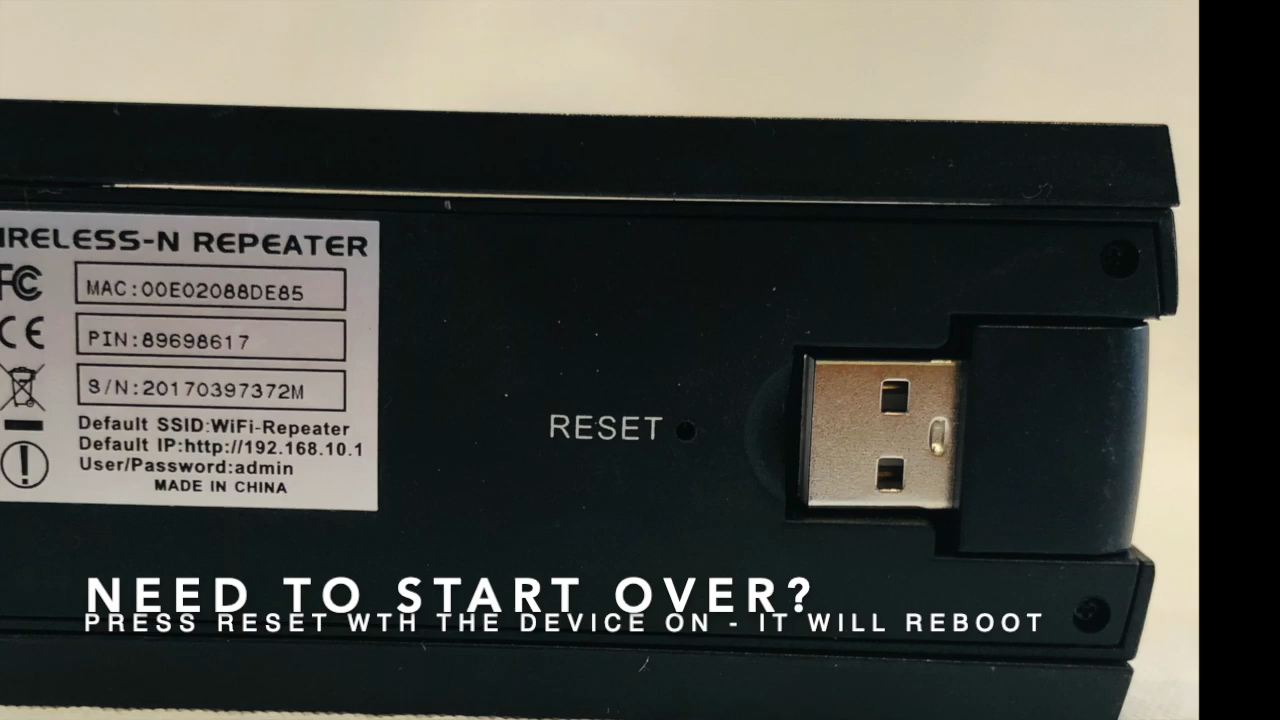 IRELESS-N REPEATER
FC
MAC:00E02088DE85
CE
PIN:89698617
S/N:20170397372M
Default SSID:WiFi-Repeater
Default IP:http://192.168.10.1
User/Password:admin
MADE IN CHINA
RESET
NEED TO START OVER?
PRESS RESET WTH THE DEVICE ON - IT WILL REBOOT